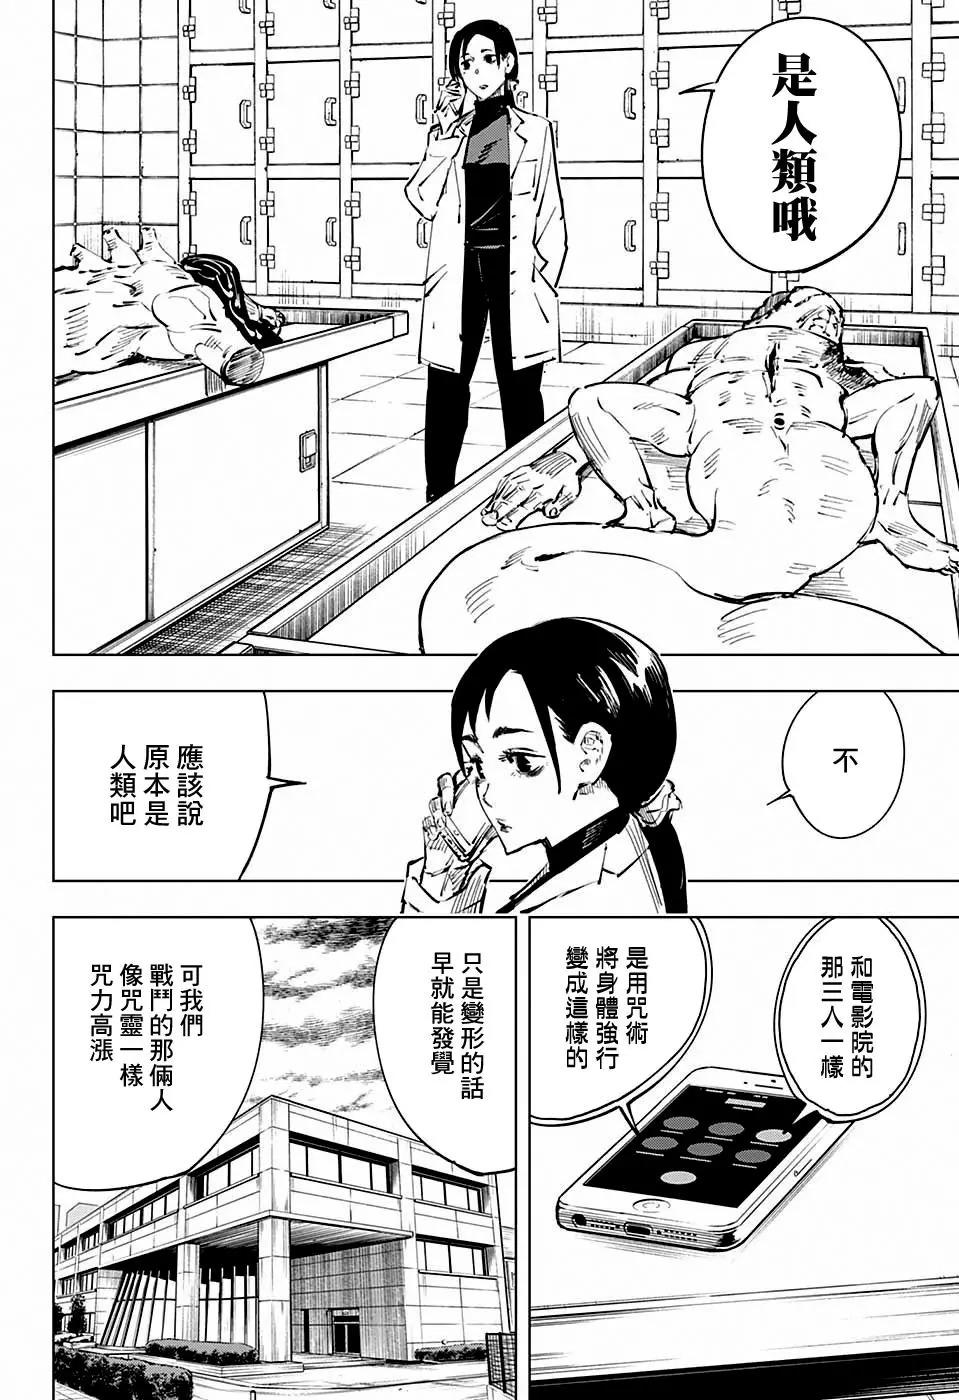 是人類哦
不
應該說
原本是
人類吧
和電影院的
那三人一樣
是用咒術
將身體強行
變成這樣的
只是變形的話
早就能發覺
可我們
戰鬥的那倆人
像咒靈一樣
咒力高漲